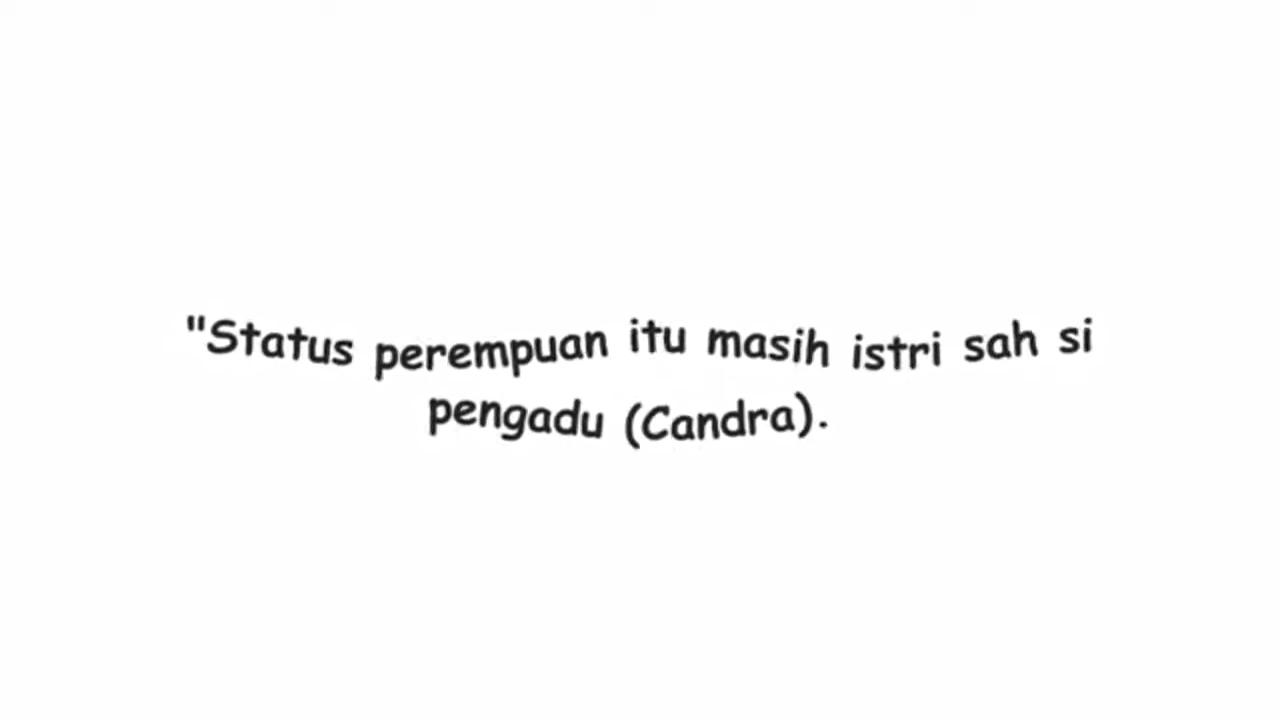 "Status perempuan itu masih istri sah si
pengadu (Candra).